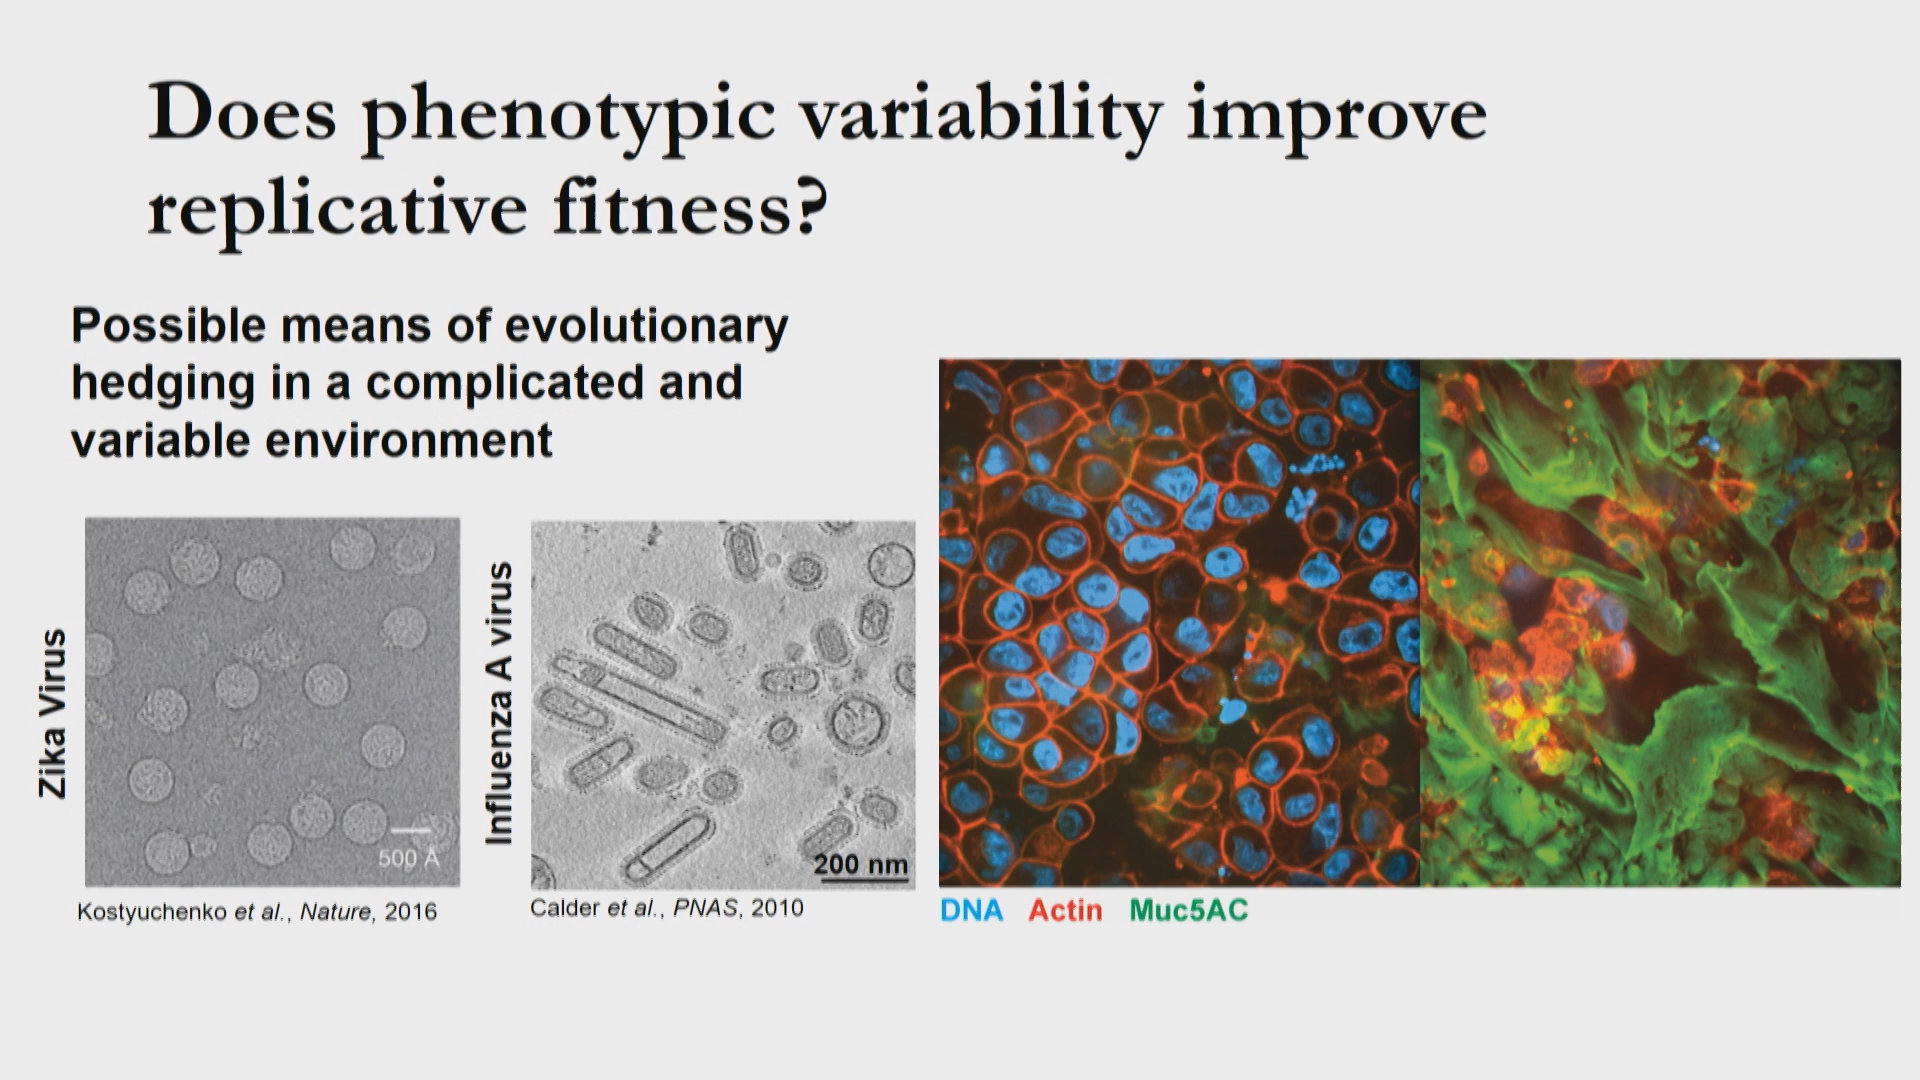 Does phenotypic variability improve
replicative fitness?
Possible means of evolutionary
hedging in a complicated and
variable environment
Zika Virus
500 Å
Kostyuchenko et al., Nature, 2016
Influenza A virus
200 nm
Calder et al., PNAS, 2010
DNA Actin Muc5AC